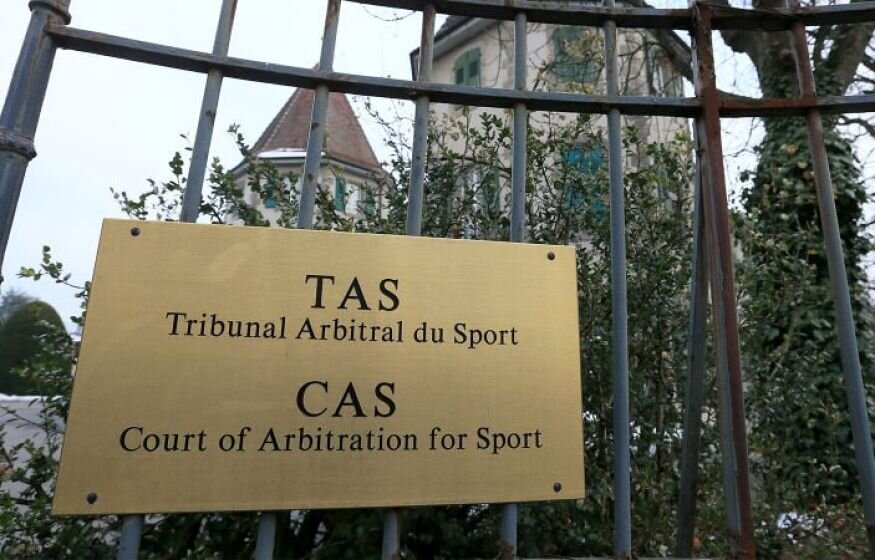 TAS
Tribunal Arbitral du Sport
CAS
Court of Arbitration for Sport